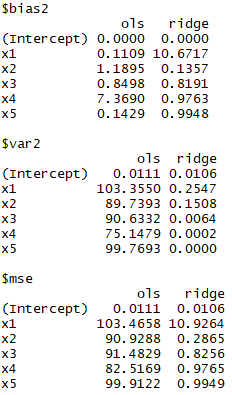 $bias2
ols ridge
(Intercept) 0.0000 0.0000
x1 0.1109 10.6717
x2 1.1895 0.1357
x3 0.8498 0.8191
x4 7.3690 0.9763
x5 0.1429 0.9948
$var2
ols ridge
(Intercept) 0.0111 0.0106
x1 103.3550 0.2547
x2 89.7393 0.1508
x3 90.6332 0.0064
x4 75.1479 0.0002
x5 99.7693 0.0000
$mse
ols ridge
(Intercept) 0.0111 0.0106
x1 103.4658 10.9264
x2 90.9288 0.2865
x3 91.4829 0.8256
x4 82.5169 0.9765
x5 99.9122 0.9949